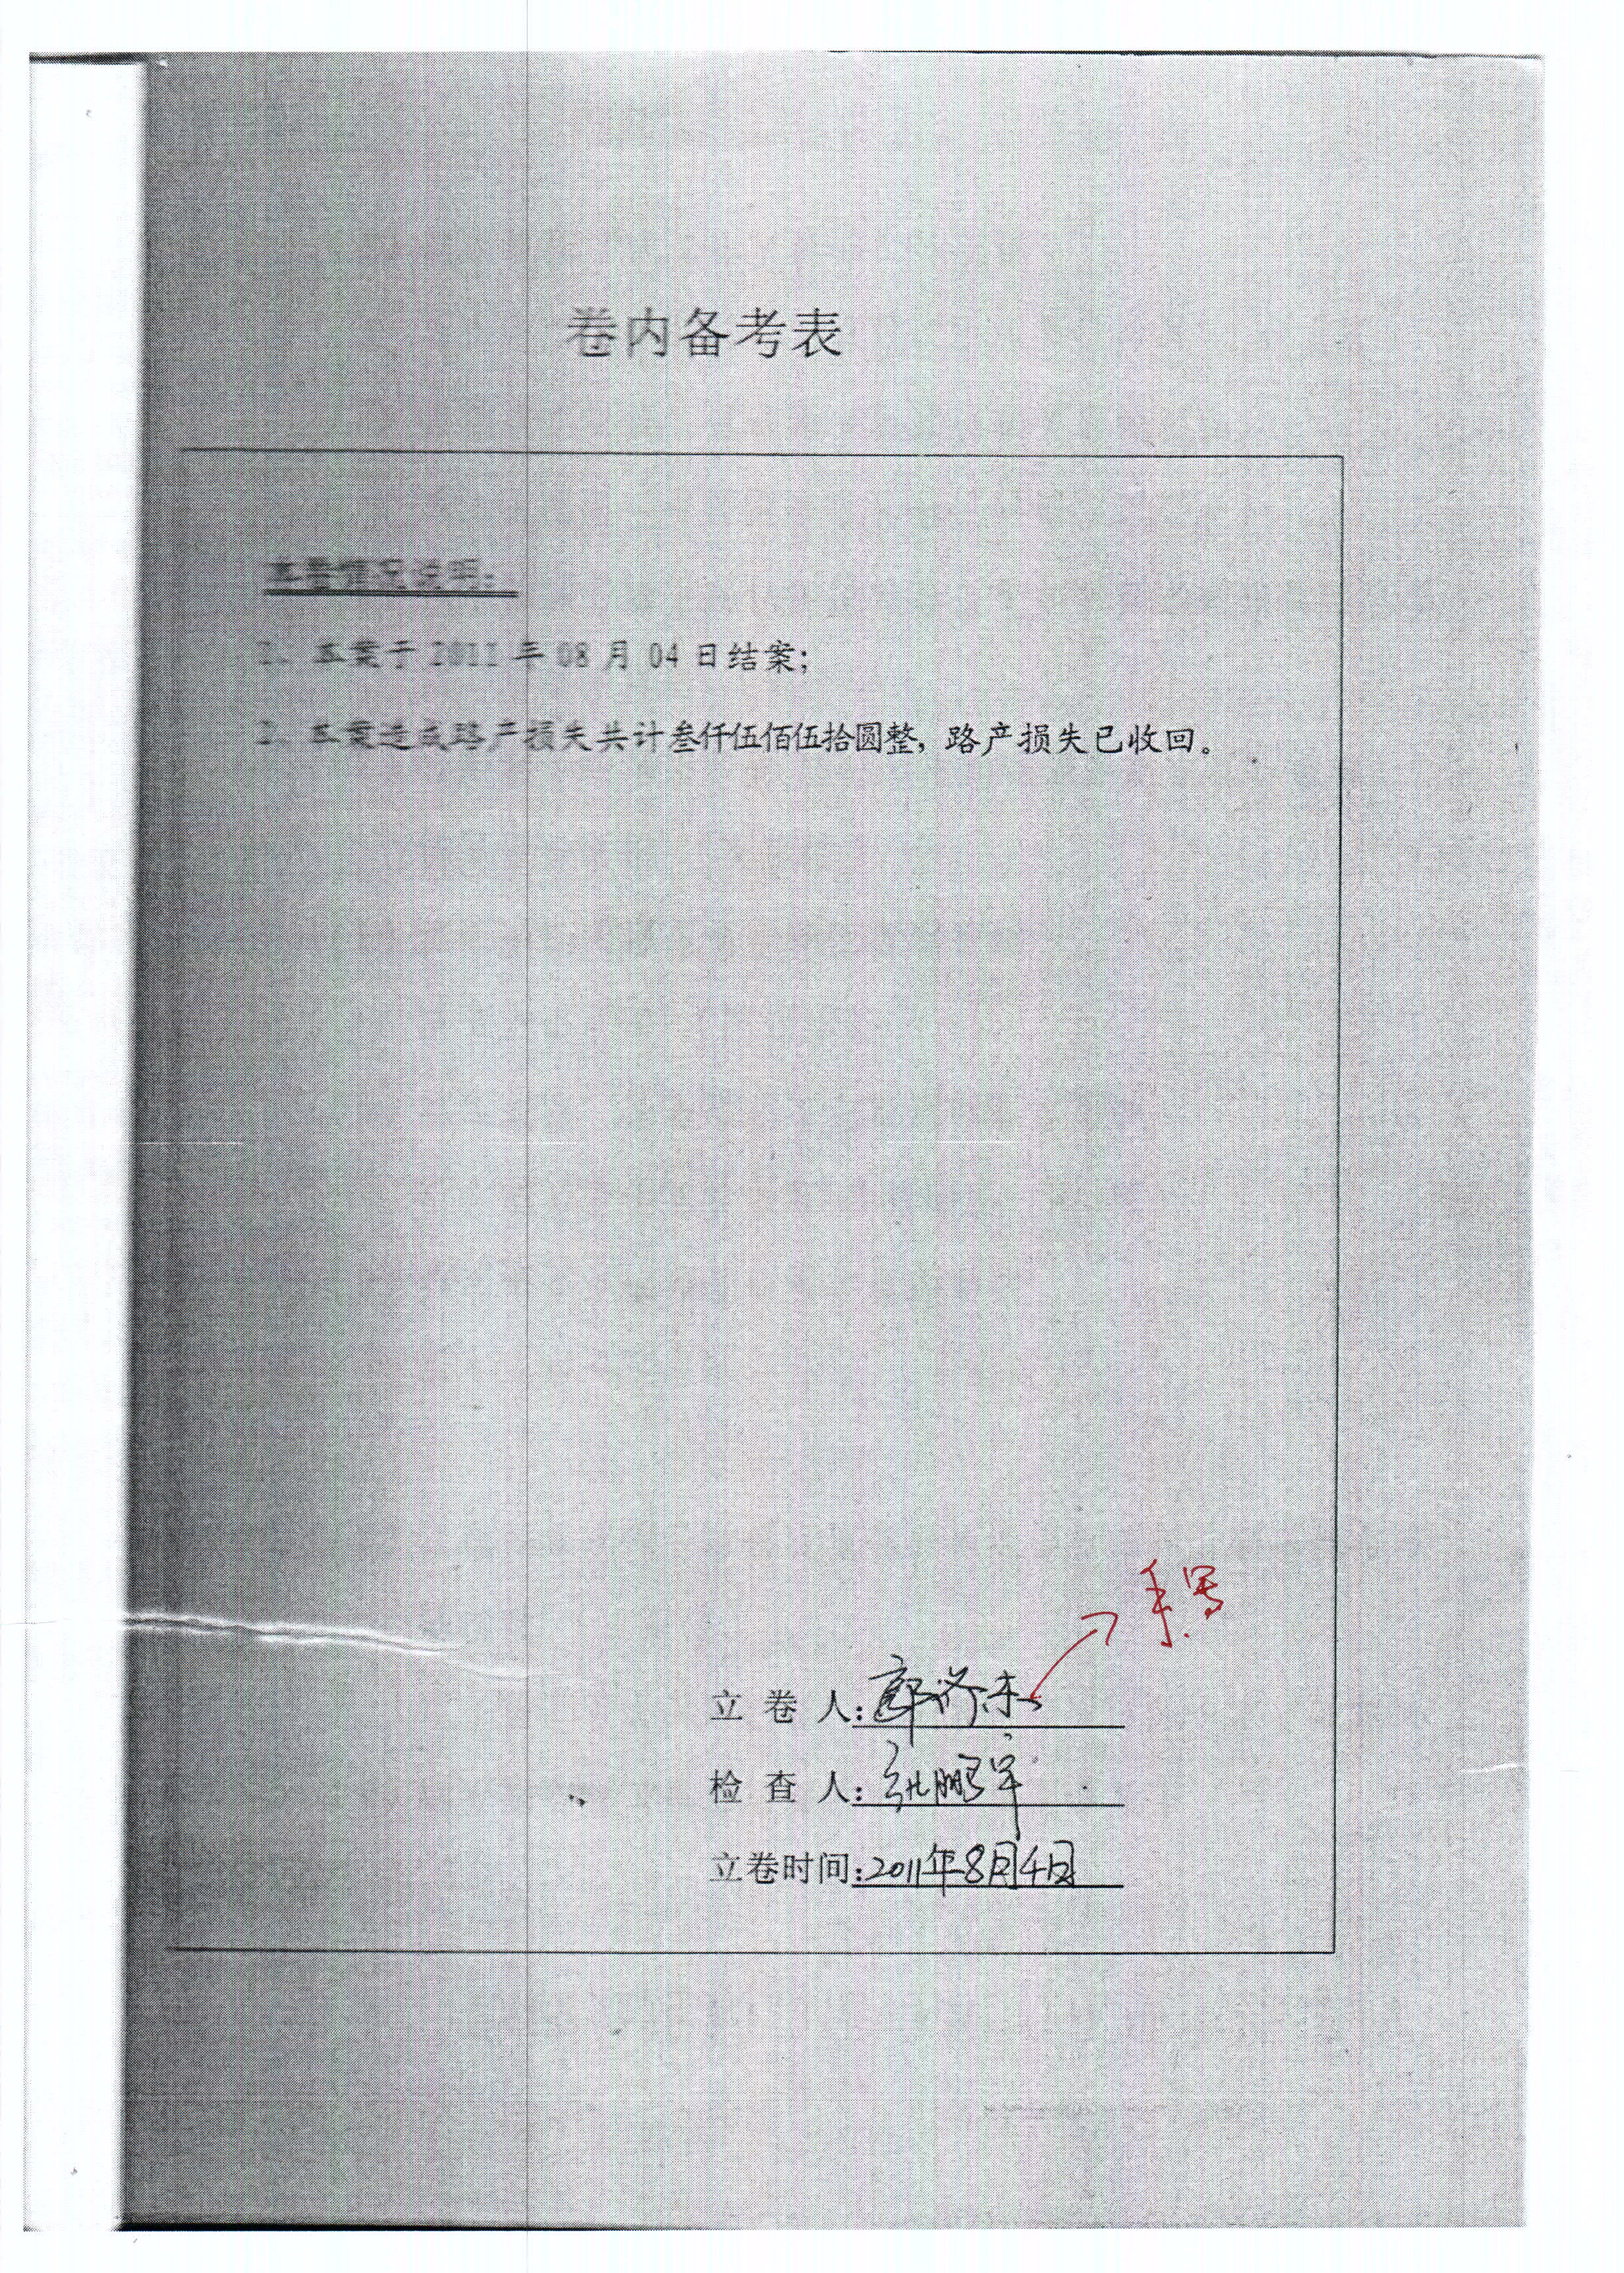 卷内备考表
本卷情况说明：
1、本案于 2011 年 08 月 04 日结案；
2、本案造成路产损失共计叁仟伍佰伍拾圆整，路产损失已收回。
手写
立 卷 人：
检 查 人：
立卷时间：2011年8月4日